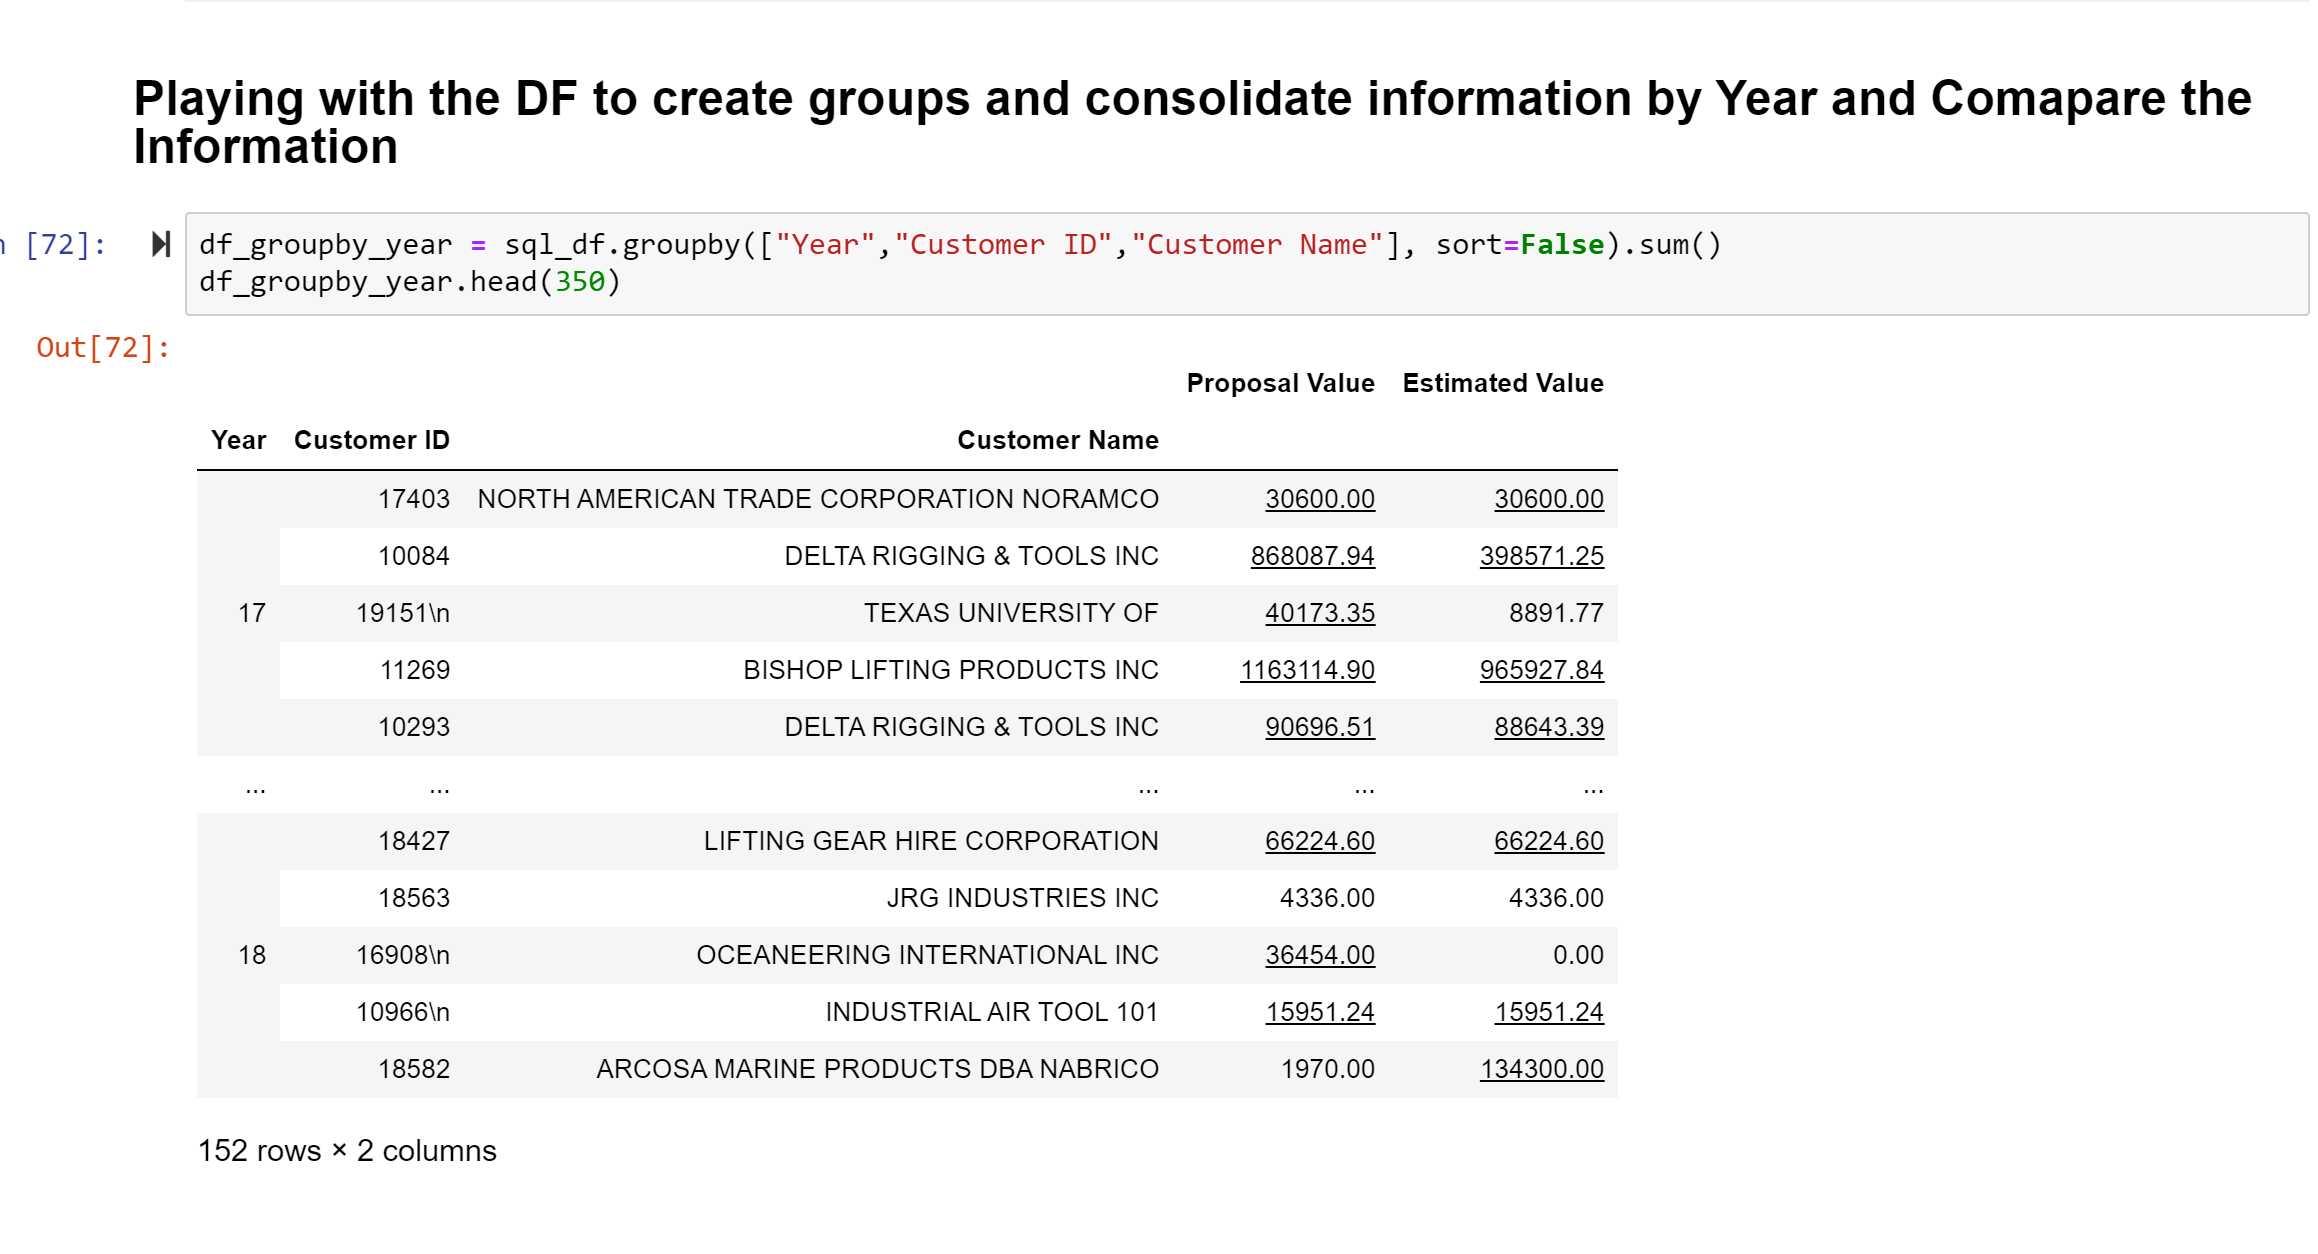 Playing with the DF to create groups and consolidate information by Year and Comapare the
Information
[72]: df_groupby_year = sql_df.groupby(["Year","Customer ID","Customer Name"], sort=False).sum()
df_groupby_year.head(350)
Out[72]:
Proposal Value Estimated Value
Year Customer ID Customer Name
17403 NORTH AMERICAN TRADE CORPORATION NORAMCO 30600.00 30600.00
10084 DELTA RIGGING & TOOLS INC 868087.94 398571.25
17 19151\n TEXAS UNIVERSITY OF 40173.35 8891.77
11269 BISHOP LIFTING PRODUCTS INC 1163114.90 965927.84
10293 DELTA RIGGING & TOOLS INC 90696.51 88643.39
... ... ... ... ...
18427 LIFTING GEAR HIRE CORPORATION 66224.60 66224.60
18563 JRG INDUSTRIES INC 4336.00 4336.00
18 16908\n OCEANEERING INTERNATIONAL INC 36454.00 0.00
10966\n INDUSTRIAL AIR TOOL 101 15951.24 15951.24
18582 ARCOSA MARINE PRODUCTS DBA NABRICO 1970.00 134300.00
152 rows × 2 columns